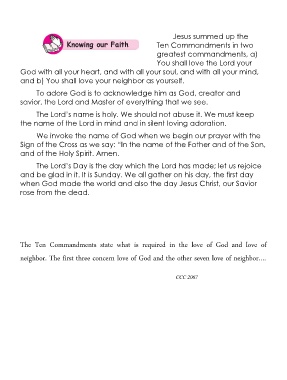 Knowing our Faith
Jesus summed up the
Ten Commandments in two
greatest commandments, a)
You shall love the Lord your
God with all your heart, and with all your soul, and with all your mind,
and b) You shall love your neighbor as yourself.
To adore God is to acknowledge him as God, creator and
savior, the Lord and Master of everything that we see.
The Lord's name is holy. We should not abuse it. We must keep
the name of the Lord in mind and in silent loving adoration.
We invoke the name of God when we begin our prayer with the
Sign of the Cross as we say: "In the name of the Father and of the Son,
and of the Holy Spirit. Amen.
The Lord's Day is the day which the Lord has made; let us rejoice
and be glad in it. It is Sunday. We all gather on his day, the first day
when God made the world and also the day Jesus Christ, our Savior
rose from the dead.
The Ten Commandments state what is required in the love of God and love of
neighbor. The first three concern love of God and the other seven love of neighbor....
CCC 2067